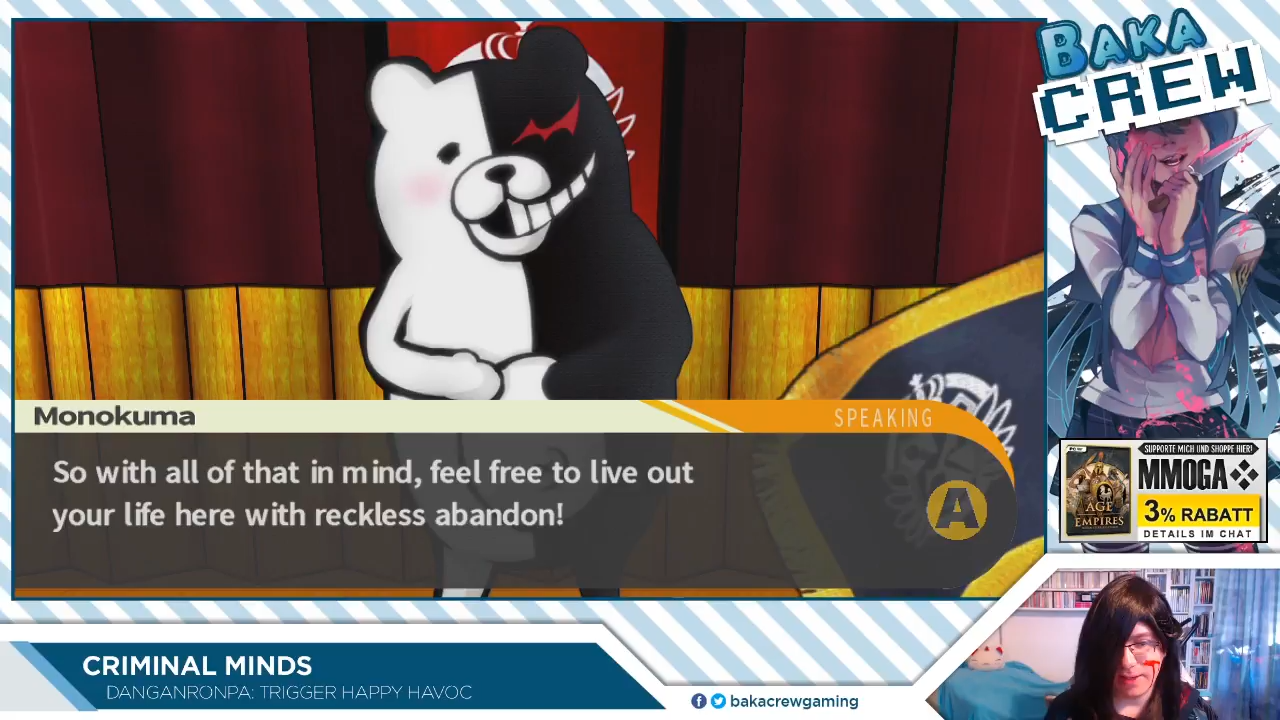 BAKA
CREW
Monokuma
SPEAKING
So with all of that in mind, feel free to live out
your life here with reckless abandon!
A
SUPPORTE MICH UND SHOPPE HIER!
MMOGA
AGE
OF
EMPIRES
3% RABATT
DETAILS IM CHAT
CRIMINAL MINDS
DANGANRONPA: TRIGGER HAPPY HAVOC
bakacrewgaming